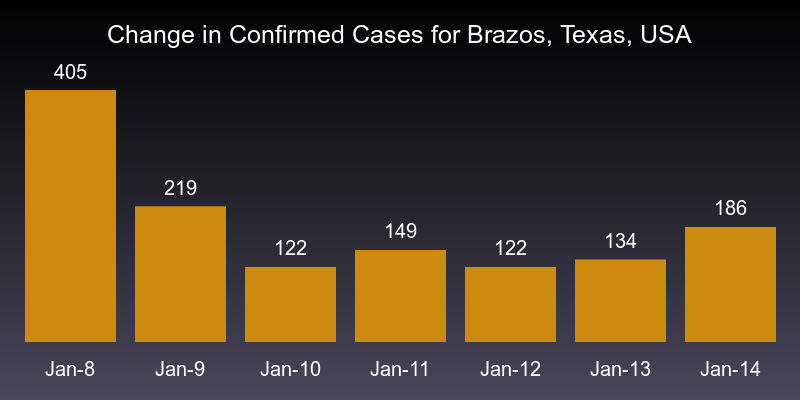 Change in Confirmed Cases for Brazos, Texas, USA
405
219
122
149
122
134
186
Jan-8
Jan-9
Jan-10
Jan-11
Jan-12
Jan-13
Jan-14